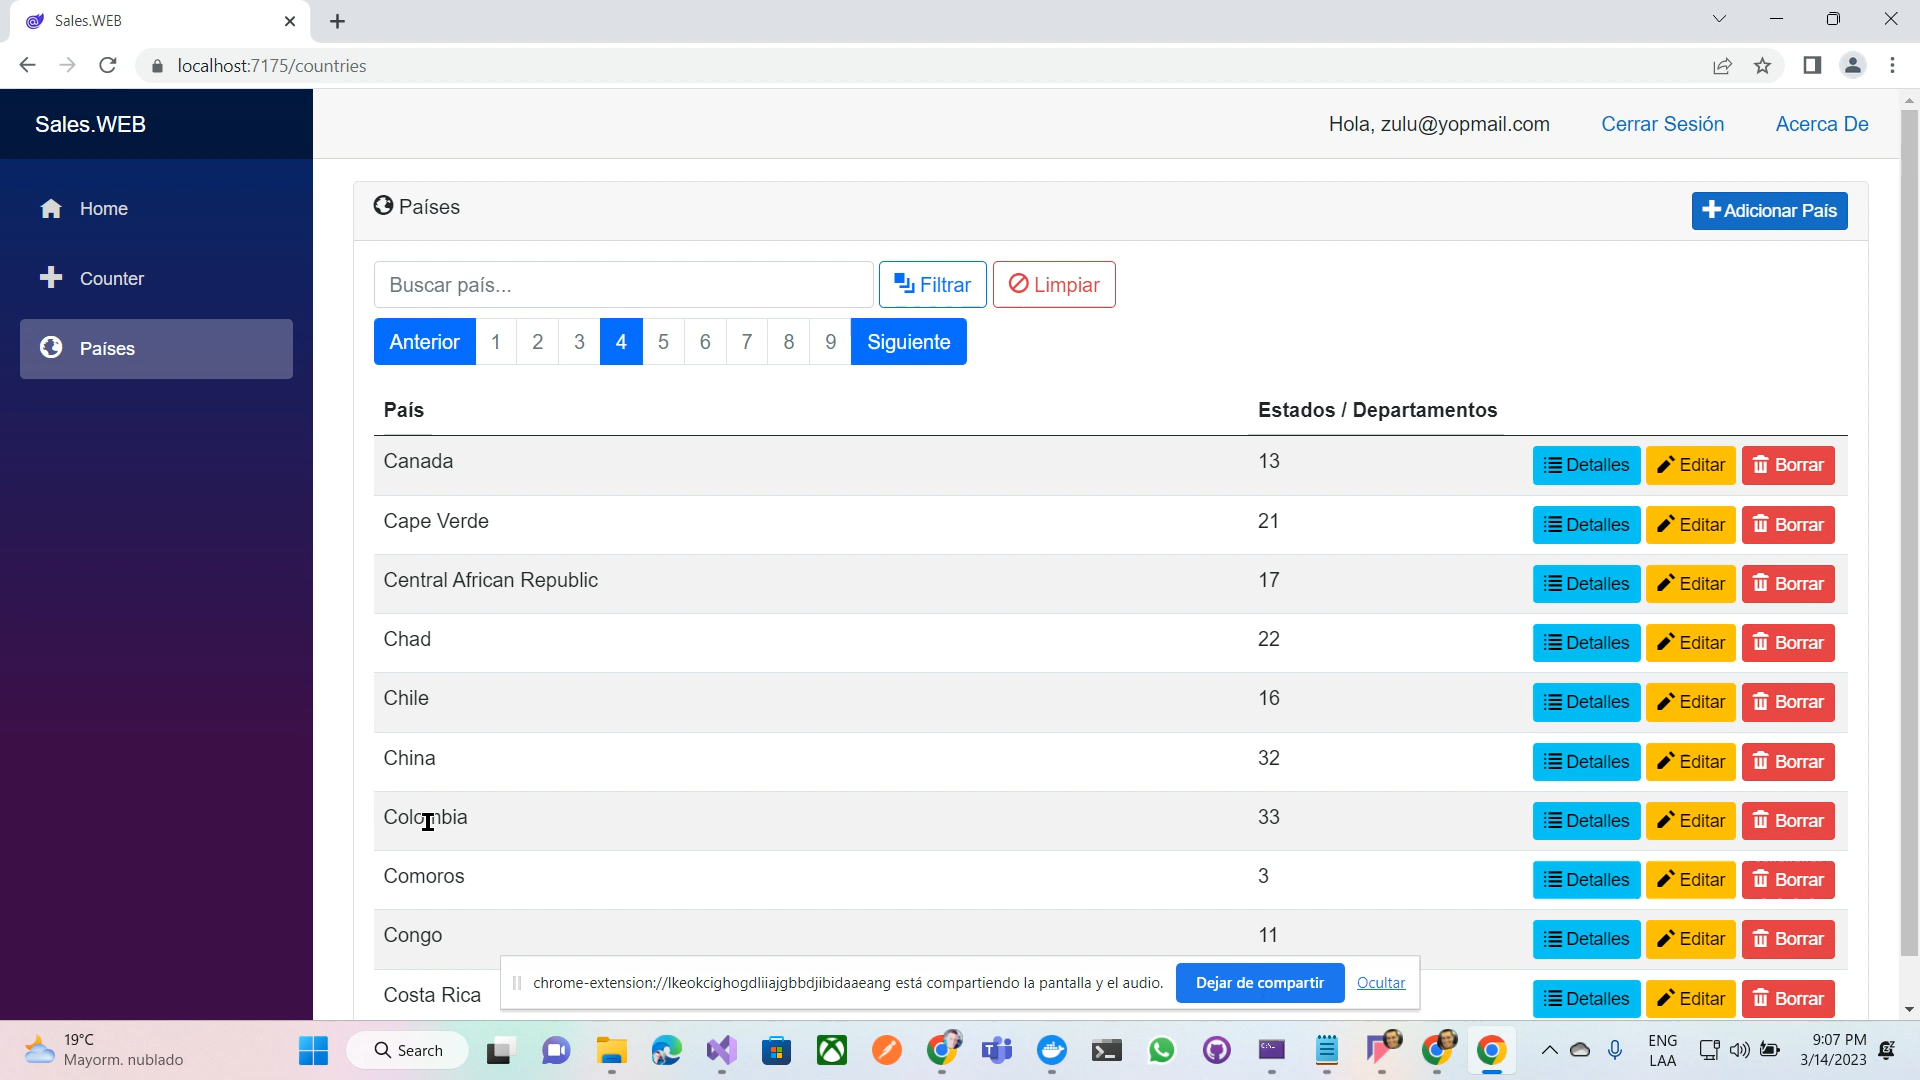 Sales.WEB
localhost:7175/countries
Sales.WEB
Hola, zulu@yopmail.com Cerrar Sesión Acerca De
Home
Counter
Países
Países
Adicionar País
Buscar país... Filtrar Limpiar
Anterior 1 2 3 4 5 6 7 8 9 Siguiente
País Estados / Departamentos
Canada 13 Detalles Editar Borrar
Cape Verde 21 Detalles Editar Borrar
Central African Republic 17 Detalles Editar Borrar
Chad 22 Detalles Editar Borrar
Chile 16 Detalles Editar Borrar
China 32 Detalles Editar Borrar
Colombia 33 Detalles Editar Borrar
Comoros 3 Detalles Editar Borrar
Congo 11 Detalles Editar Borrar
Costa Rica Detalles Editar Borrar
chrome-extension://lkeokcighogdliiajgbbdjibidaaeang está compartiendo la pantalla y el audio. Dejar de compartir Ocultar
19°C
Mayorm. nublado
Search
ENG
LAA
9:07 PM
3/14/2023